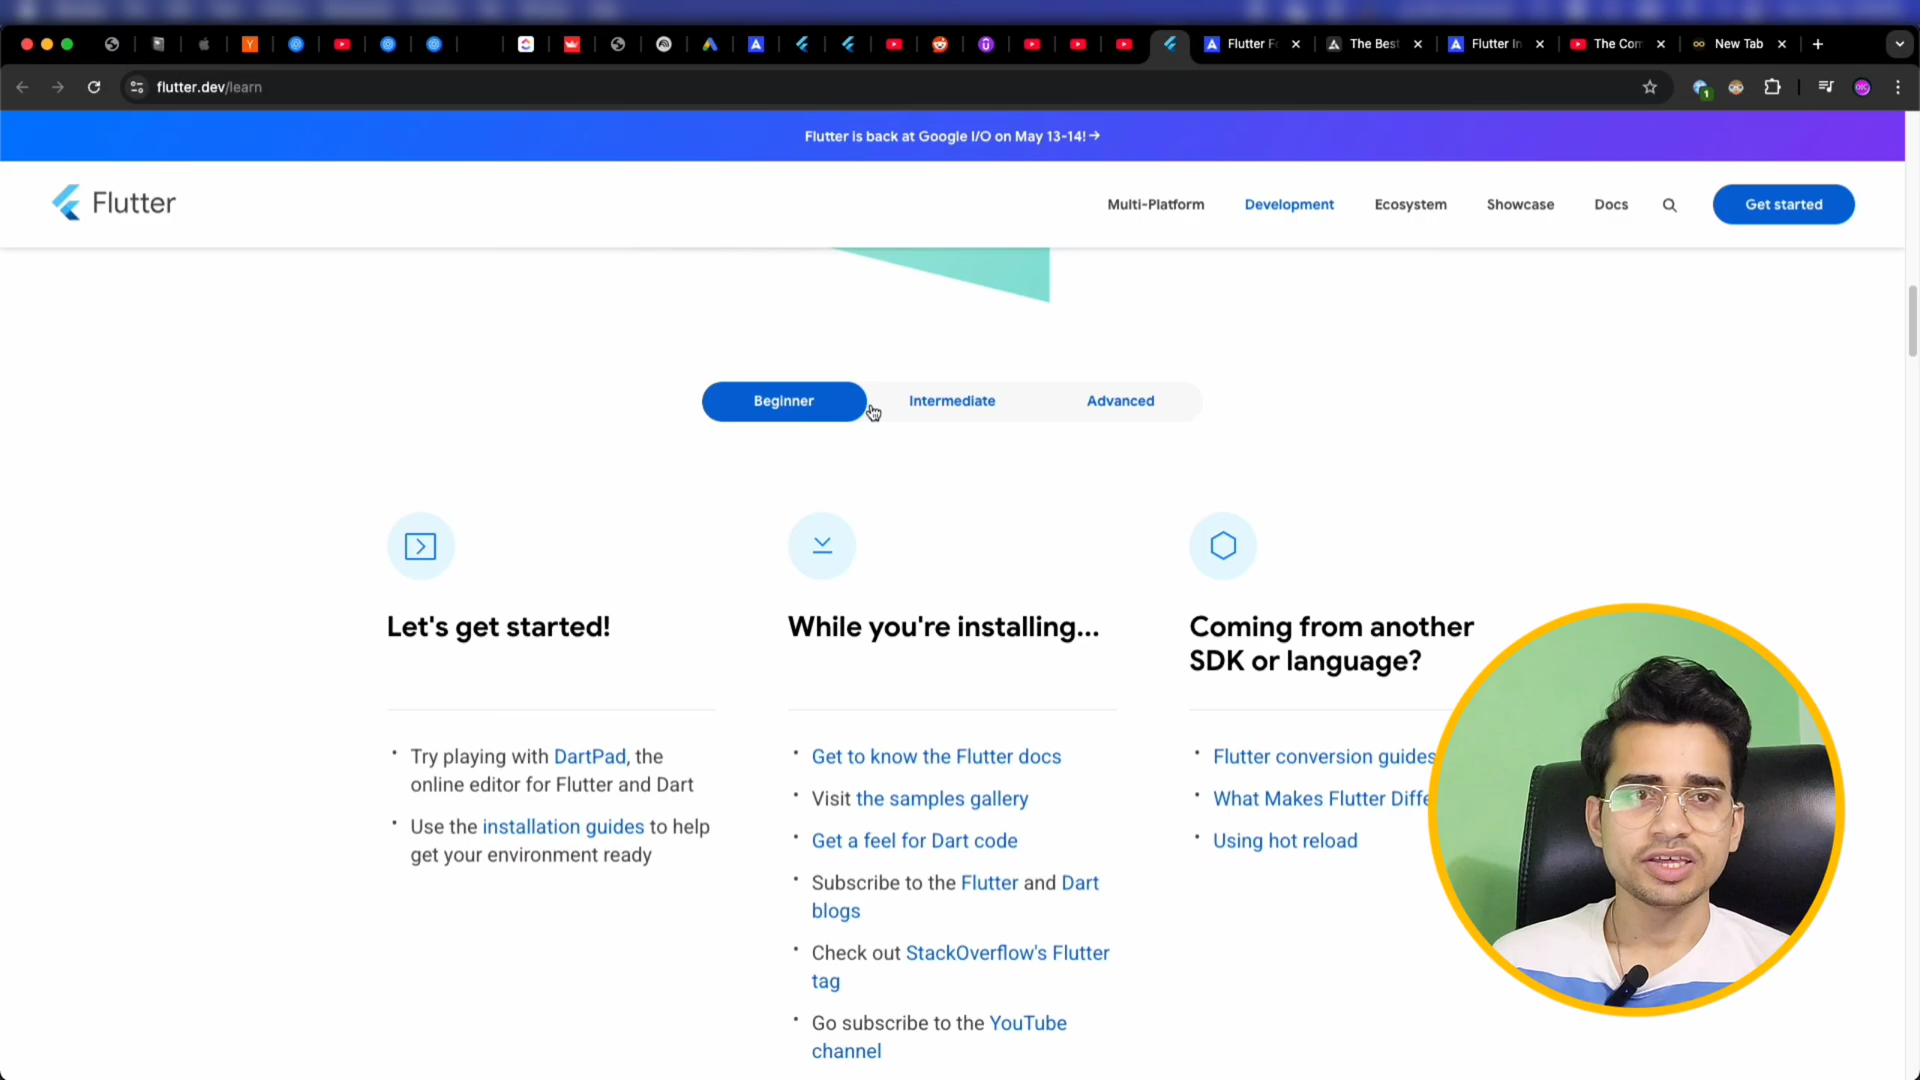 Flutter F
The Best
Flutter In
The Con
New Tab
flutter.dev/learn
1
Flutter is back at Google I/O on May 13-14! →
Flutter
Multi-Platform
Development
Ecosystem
Showcase
Docs
Get started
Beginner
Intermediate
Advanced
Let's get started!
Try playing with DartPad, the
online editor for Flutter and Dart
Use the installation guides to help
get your environment ready
While you're installing...
Get to know the Flutter docs
Visit the samples gallery
Get a feel for Dart code
Subscribe to the Flutter and Dart
blogs
Check out StackOverflow's Flutter
tag
Go subscribe to the YouTube
channel
Coming from another
SDK or language?
Flutter conversion guides
What Makes Flutter Diffe
Using hot reload